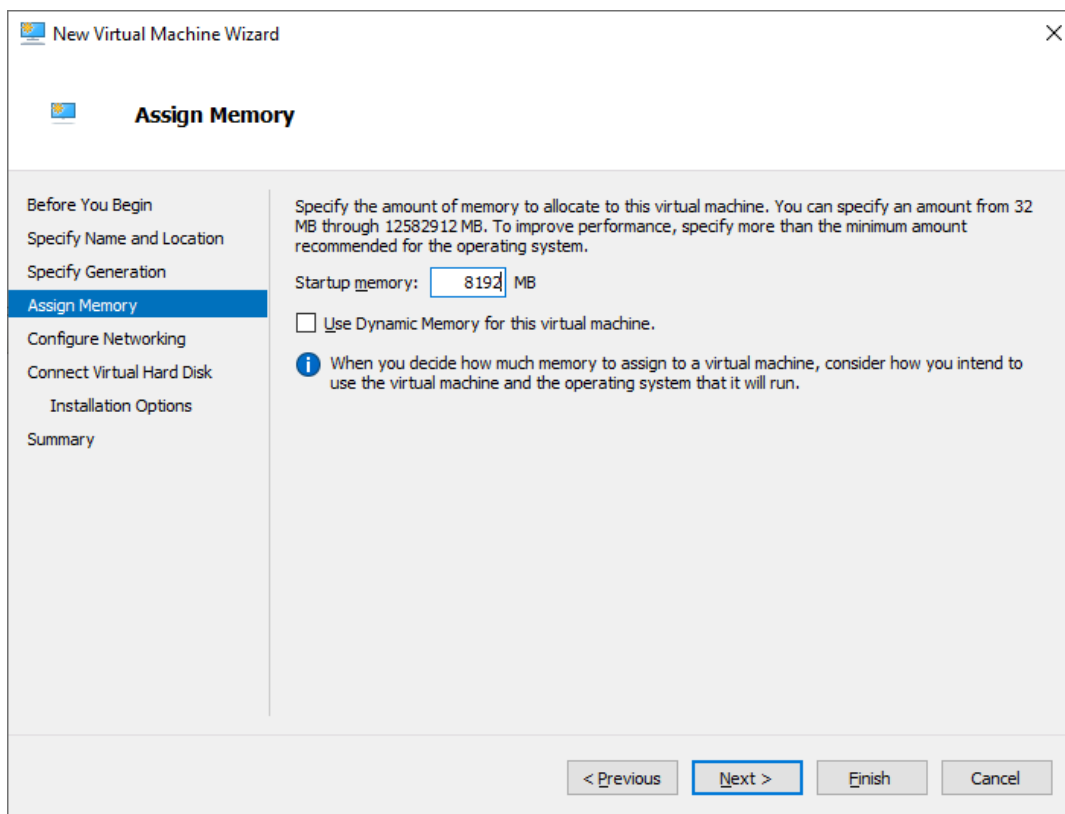 New Virtual Machine Wizard
Assign Memory
Before You Begin
Specify Name and Location
Specify Generation
Assign Memory
Configure Networking
Connect Virtual Hard Disk
Installation Options
Summary
Specify the amount of memory to allocate to this virtual machine. You can specify an amount from 32
MB through 12582912 MB. To improve performance, specify more than the minimum amount
recommended for the operating system.
Startup memory: 8192 MB
Use Dynamic Memory for this virtual machine.
When you decide how much memory to assign to a virtual machine, consider how you intend to
use the virtual machine and the operating system that it will run.
< Previous Next > Finish Cancel